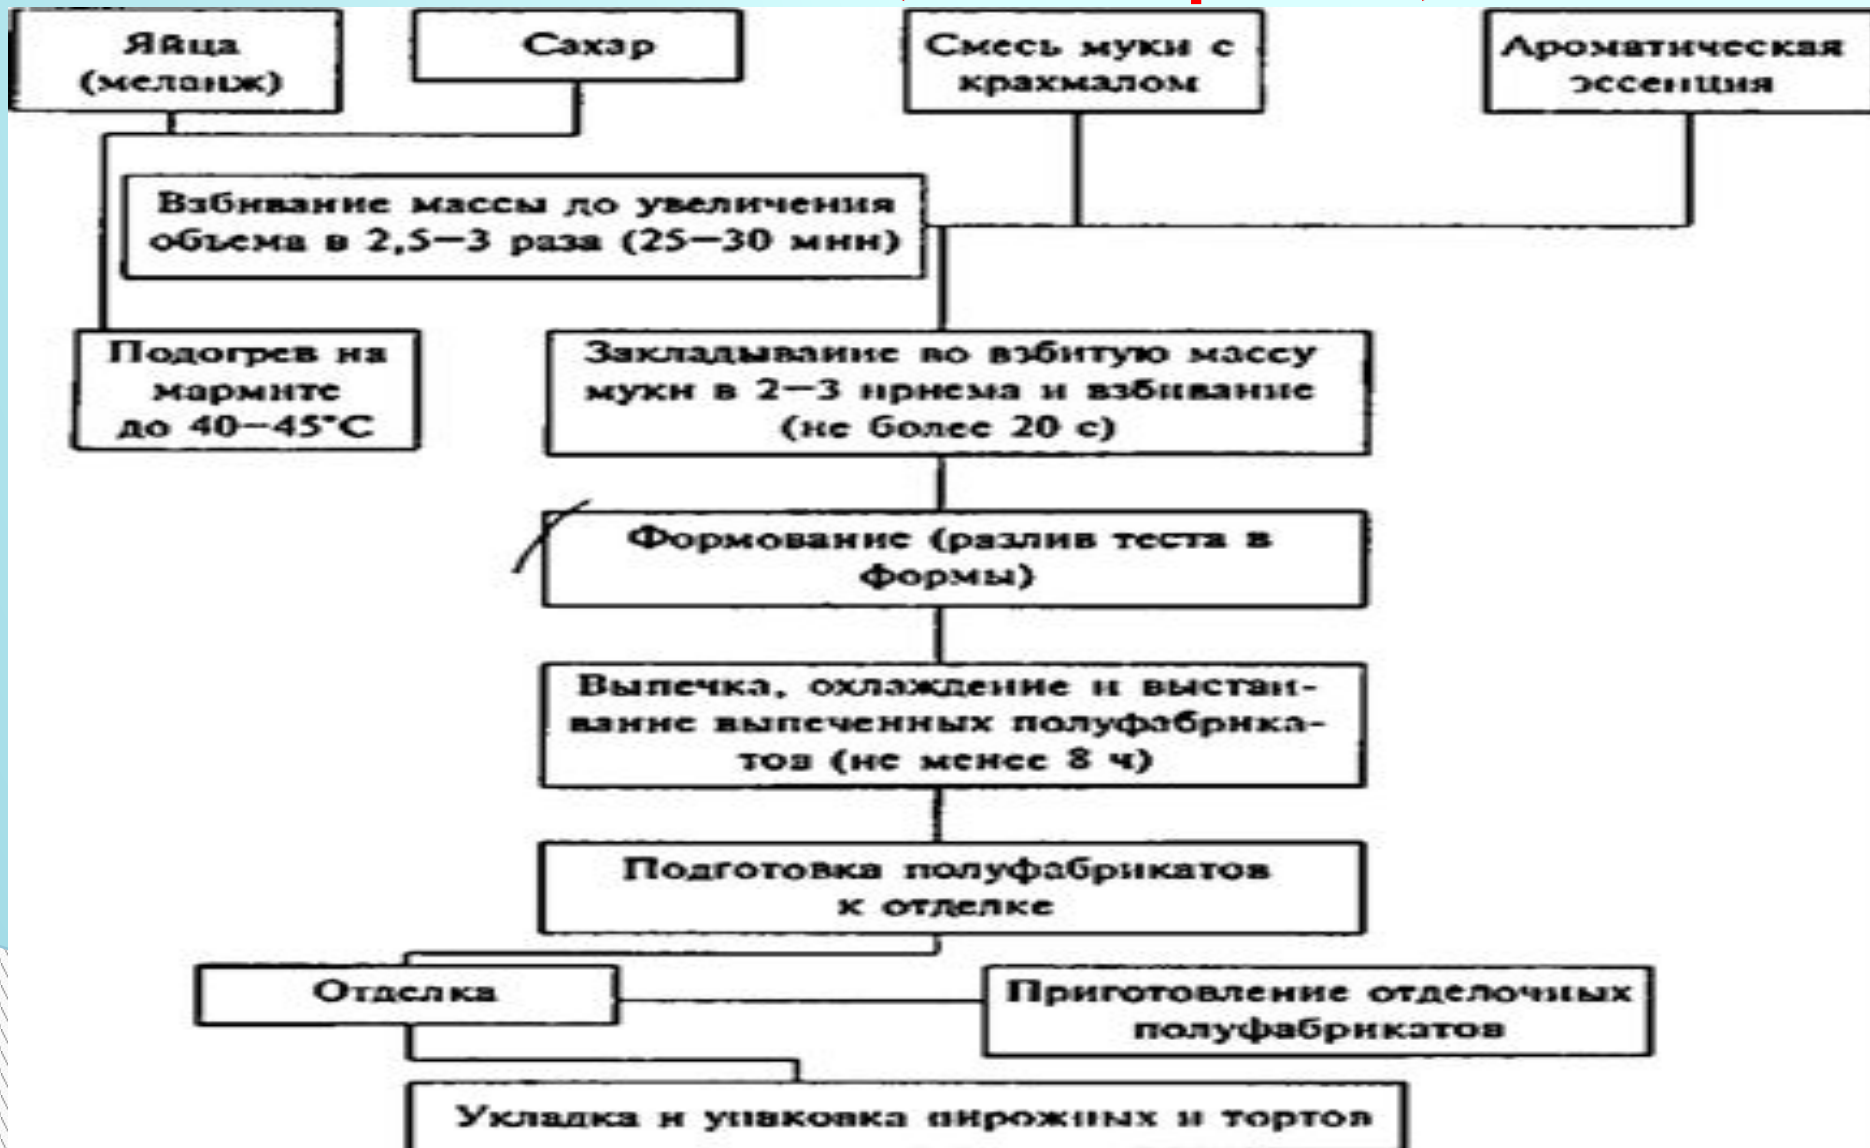 Яйца
(меланж)
Сахар
Смесь муки с
крахмалом
Ароматическая
эссенция
Взбивание массы до увеличения
объема в 2,5—3 раза (25—30 мин)
Подогрев на
мармите
до 40—45°С
Закладывание во взбитую массу
муки в 2—3 приема и взбивание
(не более 20 с)
Формование (разлив теста в
формы)
Выпечка, охлаждение и выстаи-
вание выпеченных полуфабрика-
тов (не менее 8 ч)
Подготовка полуфабрикатов
к отделке
Отделка
Приготовление отделочных
полуфабрикатов
Укладка и упаковка пирожных и тортов